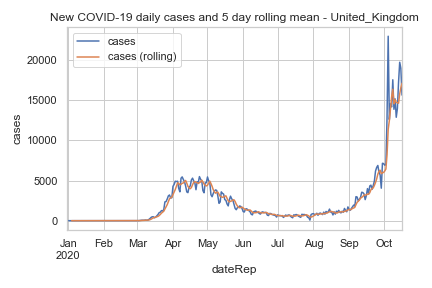 New COVID-19 daily cases and 5 day rolling mean - United_Kingdom
cases
cases (rolling)
20000
15000
10000
5000
0
cases
Jan Feb Mar Apr May Jun Jul Aug Sep Oct
2020
dateRep